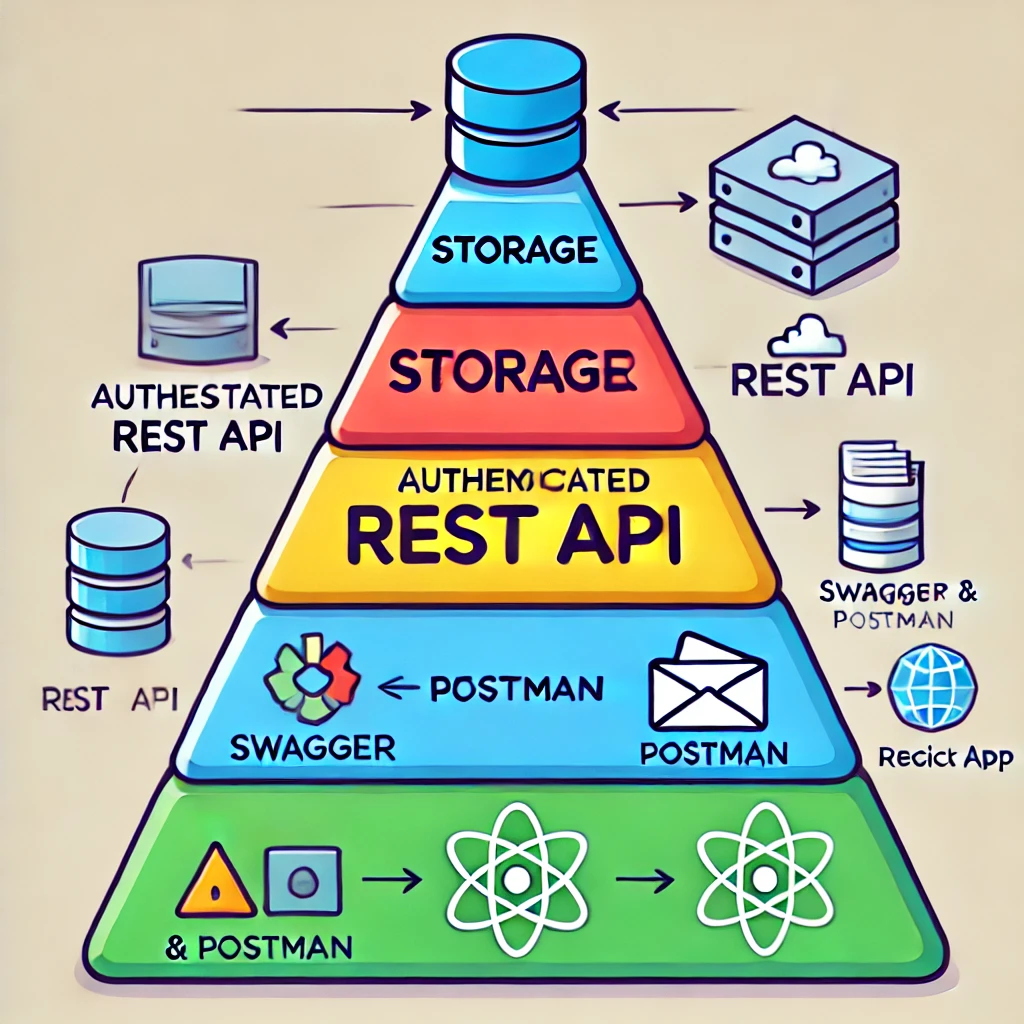 STORAGE
STORAGE
REST API
AUTHESTATED
REST API
AUTHENICATED
REST API
SWAGGER &
POSTMAN
REST API
POSTMAN
SWAGGER
POSTMAN
Recict App
& POSTMAN